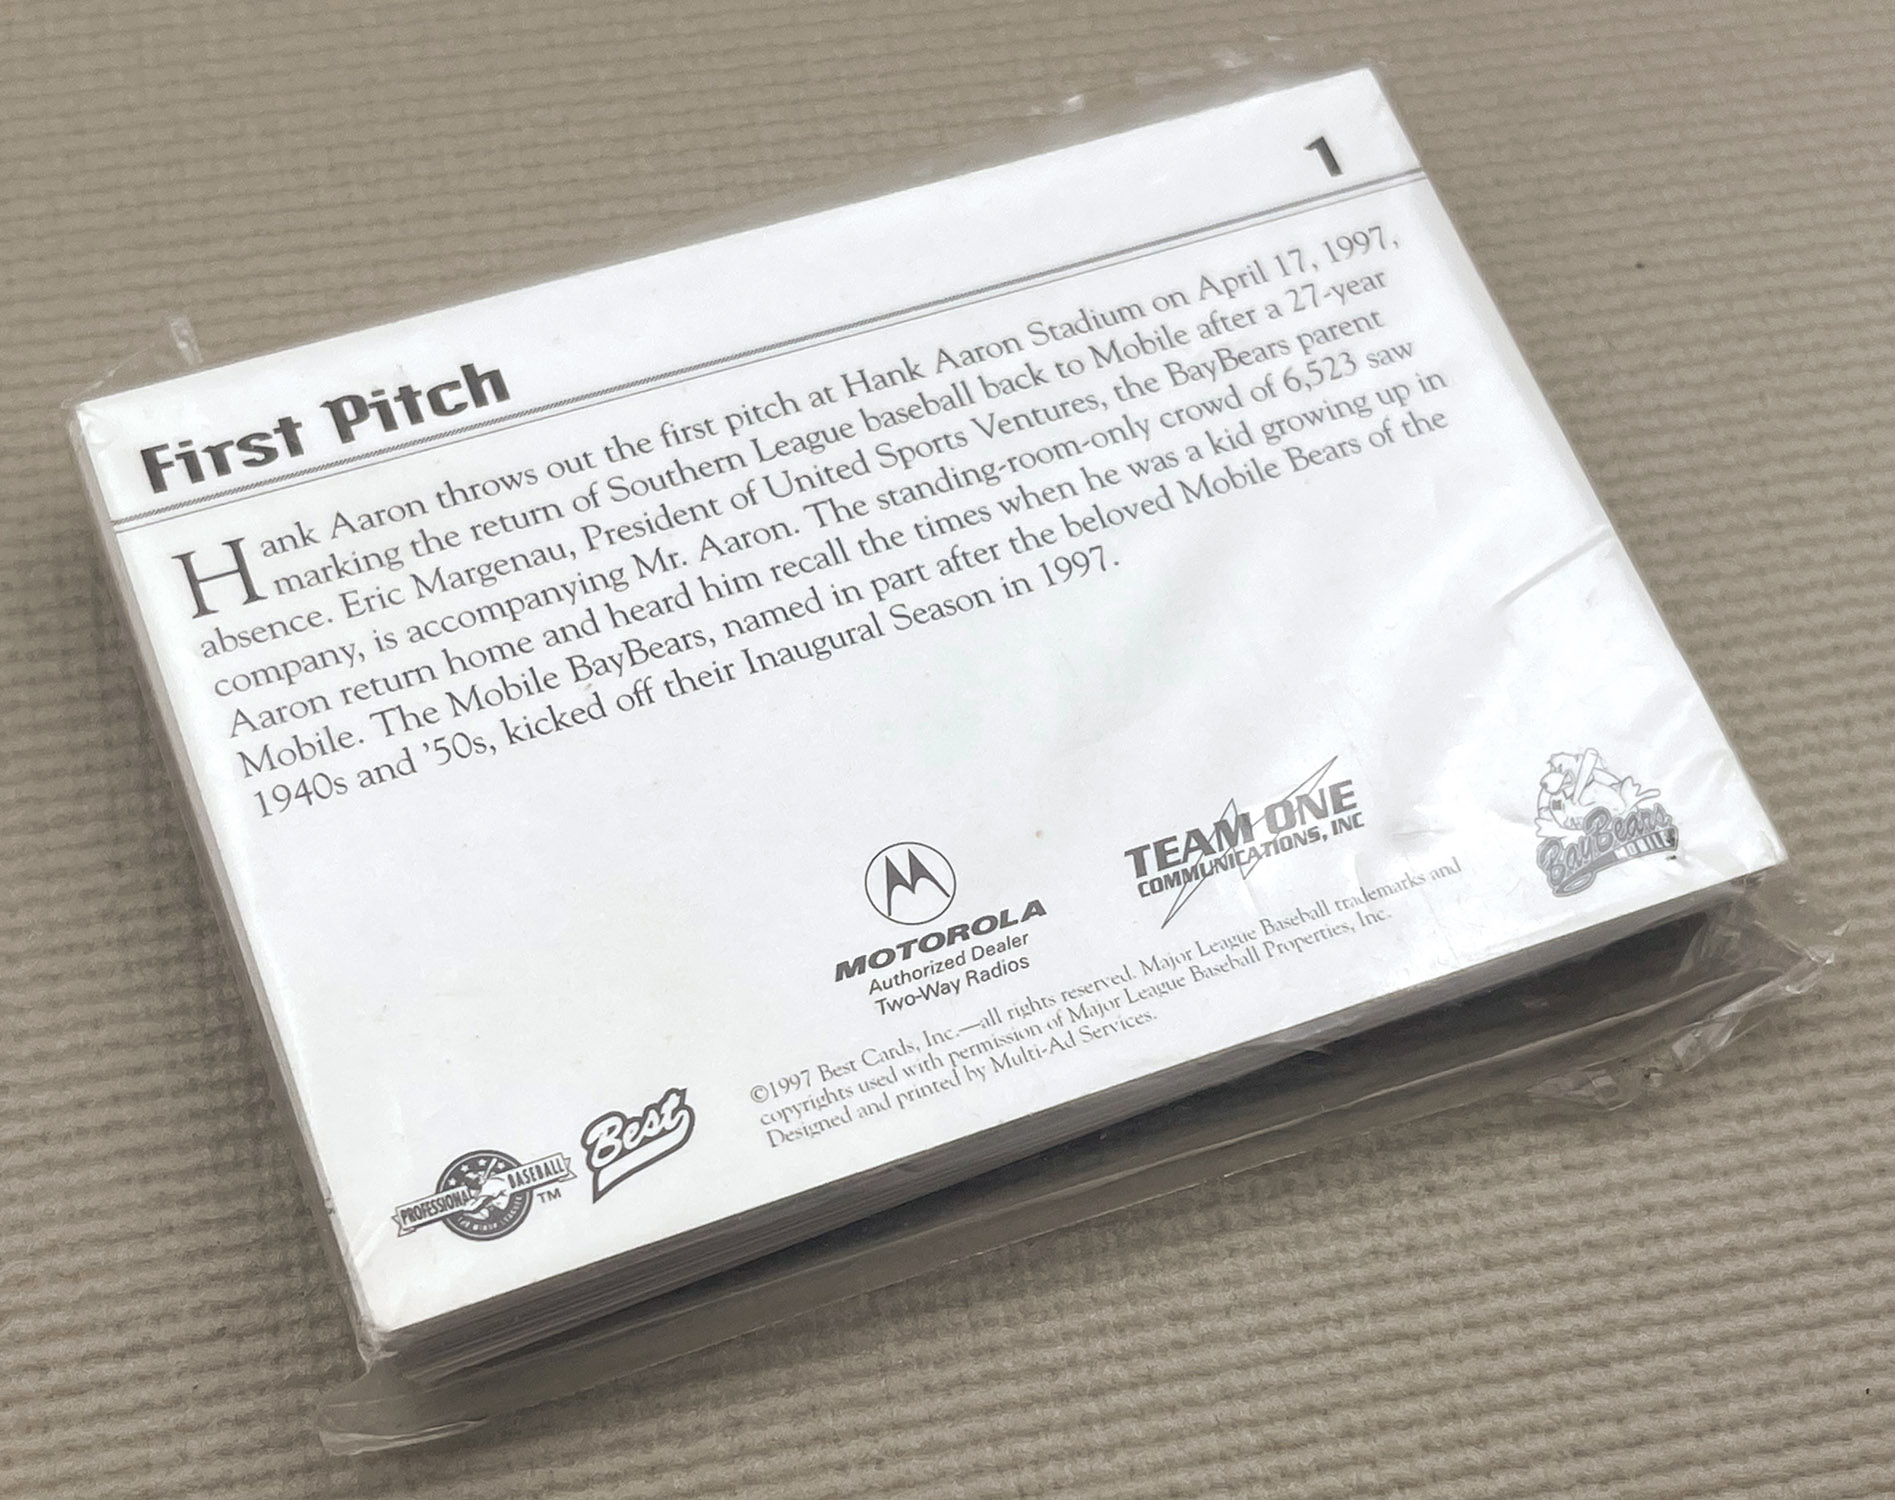 1
First Pitch
Hank Aaron throws out the first pitch at Hank Aaron Stadium on April 17, 1997,
marking the return of Southern League baseball back to Mobile after a 27-year
absence. Eric Margenau, President of United Sports Ventures, the BayBears parent
company, is accompanying Mr. Aaron. The standing-room-only crowd of 6,523 saw
Aaron return home and heard him recall the times when he was a kid growing up in
Mobile. The Mobile BayBears, named in part after the beloved Mobile Bears of the
1940s and '50s, kicked off their Inaugural Season in 1997.
MOTOROLA
Authorized Dealer
Two-Way Radios
TEAM ONE
COMMUNICATIONS, INC
BayBears
MOBILE
PROFESSIONAL BASEBALL
TM
Best
©1997 Best Cards, Inc.—all rights reserved. Major League Baseball trademarks and
copyrights used with permission of Major League Baseball Properties, Inc.
Designed and printed by Multi-Ad Services.